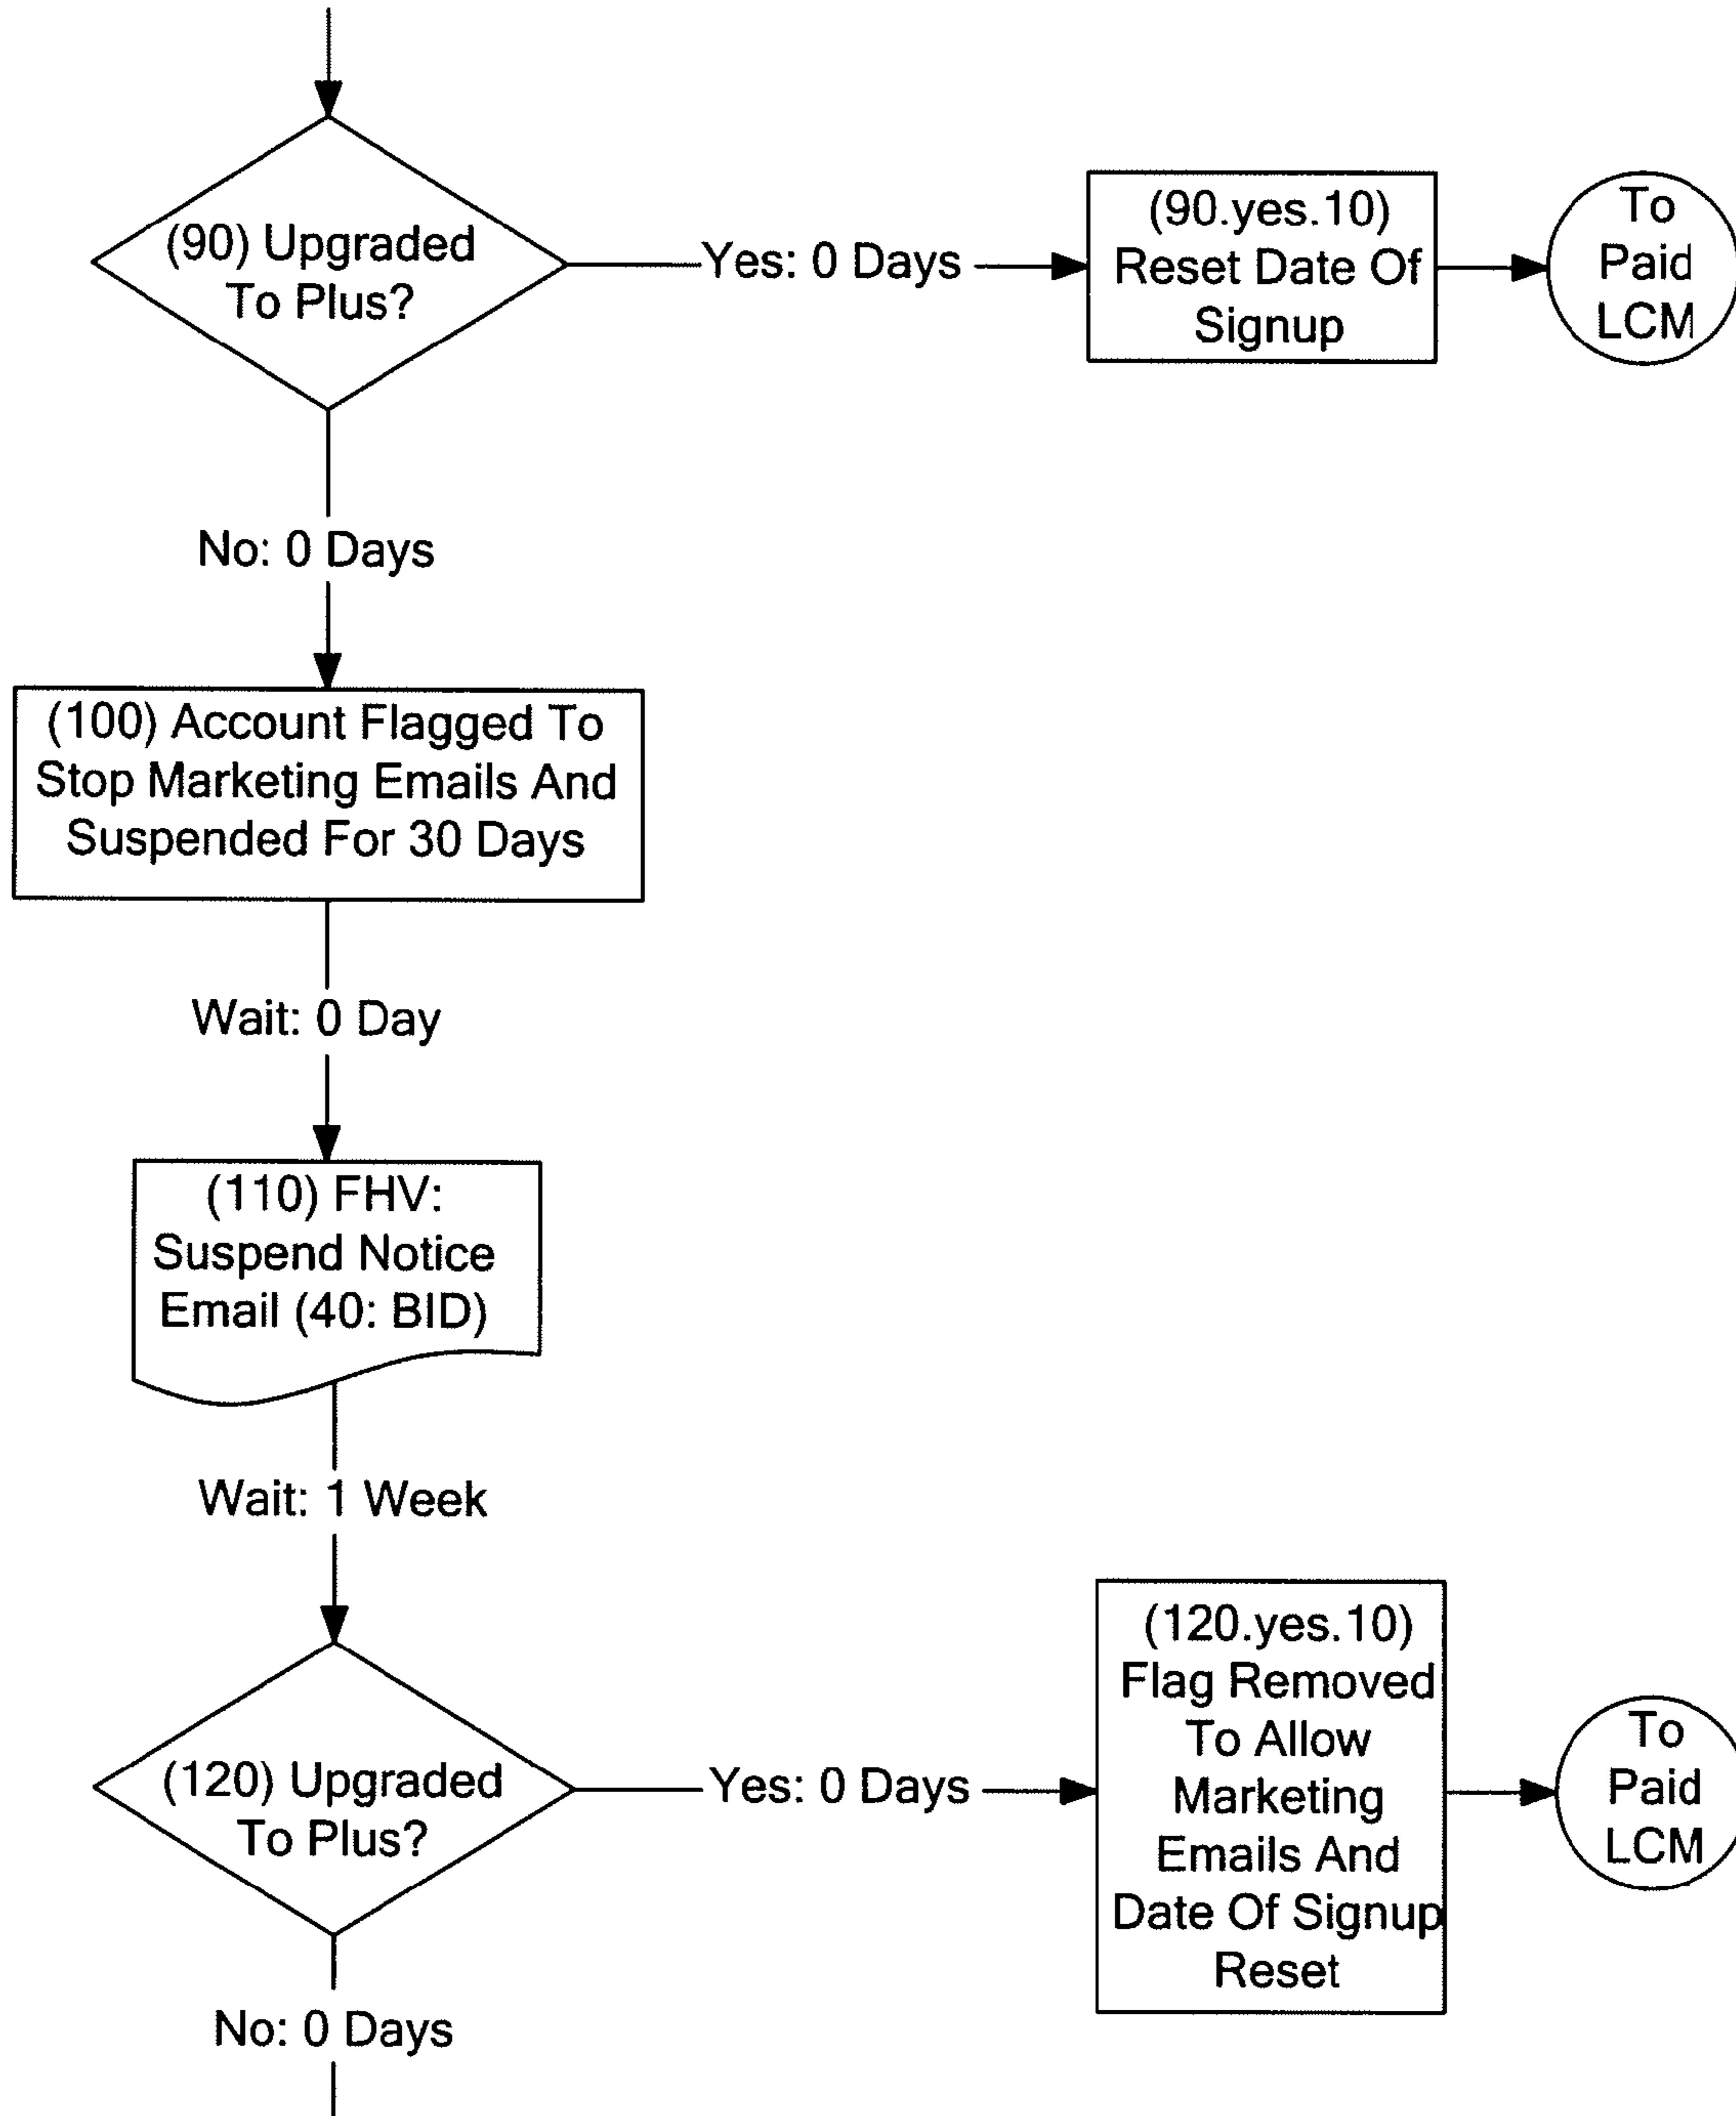 (90) Upgraded
To Plus?
Yes: 0 Days
(90.yes.10)
Reset Date Of
Signup
To
Paid
LCM
No: 0 Days
(100) Account Flagged To
Stop Marketing Emails And
Suspended For 30 Days
Wait: 0 Day
(110) FHV:
Suspend Notice
Email (40: BID)
Wait: 1 Week
(120) Upgraded
To Plus?
Yes: 0 Days
(120.yes.10)
Flag Removed
To Allow
Marketing
Emails And
Date Of Signup
Reset
To
Paid
LCM
No: 0 Days